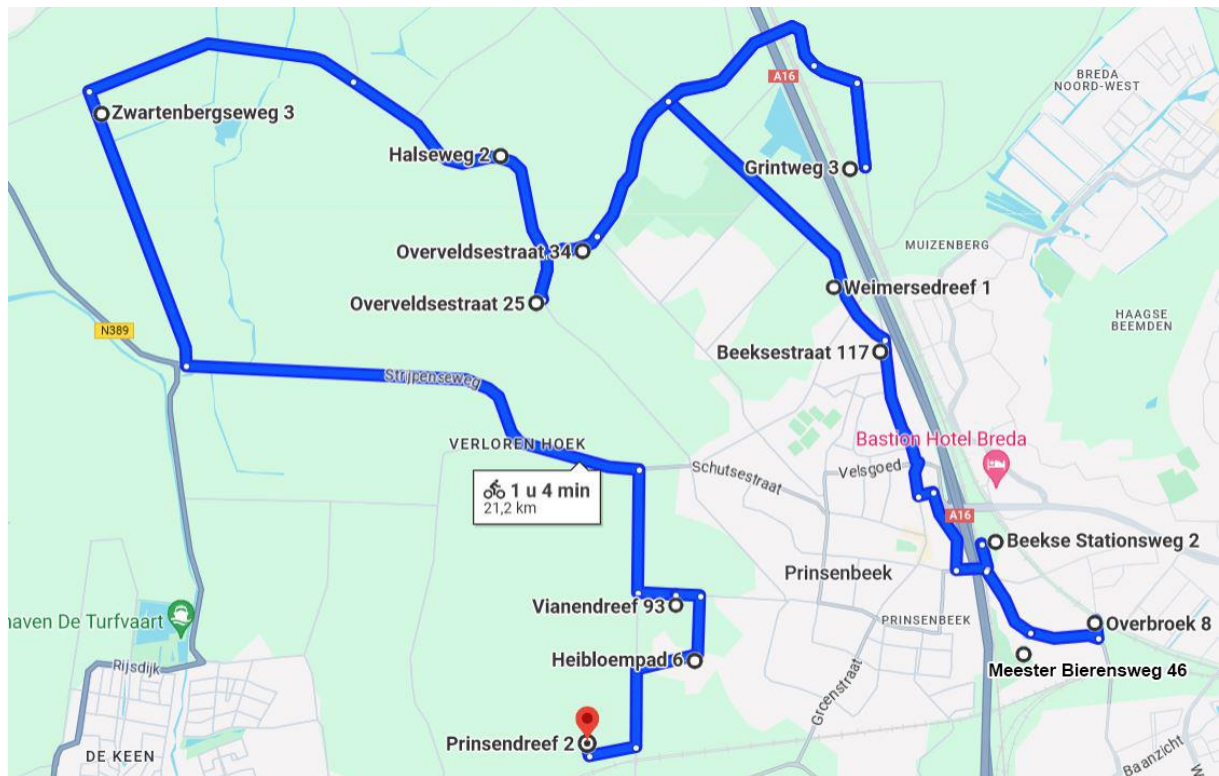 A16
BREDA
NOORD-WEST
Zwartenbergseweg 3
Halseweg 2
Grintweg 3
MUIZENBERG
Overveldsestraat 34
Weimersedreef 1
Overveldsestraat 25
HAAGSE
BEEMDEN
N389
Beeksestraat 117
Strijpenseweg
VERLOREN HOEK
Bastion Hotel Breda
Schutsestraat
Velsgoed
1 u 4 min
21,2 km
A16
Beekse Stationsweg 2
Prinsenbeek
Vianendreef 93
PRINSENBEEK
Overbroek 8
haven De Turfvaart
Heibloempad 6
Meester Bierensweg 46
Rijsdijk
Groenstraat
Prinsendreef 2
DE KEEN
Baanzicht